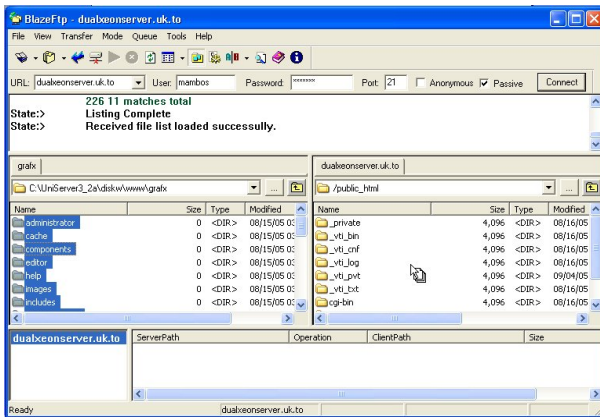 BlazeFtp - dualxeonserver.uk.to
File View Transfer Mode Queue Tools Help
URL: dualxeonserver.uk.to User: mambos Password: ******* Port: 21 Anonymous Passive Connect
226 11 matches total
State:> Listing Complete
State:> Received file list loaded successully.
grafx
C:\UniServer3_2a\diskw\www\grafx
Name Size Type Modified
administrator 0 <DIR> 08/15/05 03
cache 0 <DIR> 08/15/05 03
components 0 <DIR> 08/15/05 03
editor 0 <DIR> 08/15/05 03
help 0 <DIR> 08/15/05 03
images 0 <DIR> 08/15/05 03
includes 0 <DIR> 08/15/05 03
dualxeonserver.uk.to
/public_html
Name Size Type Modified
_private 4,096 <DIR> 08/16/05
_vti_bin 4,096 <DIR> 08/16/05
_vti_cnf 4,096 <DIR> 08/16/05
_vti_log 4,096 <DIR> 08/16/05
_vti_pvt 4,096 <DIR> 09/04/05
_vti_txt 4,096 <DIR> 08/16/05
cgi-bin 4,096 <DIR> 08/16/05
dualxeonserver.uk.to
ServerPath Operation ClientPath Size
Ready dualxeonserver.uk.to